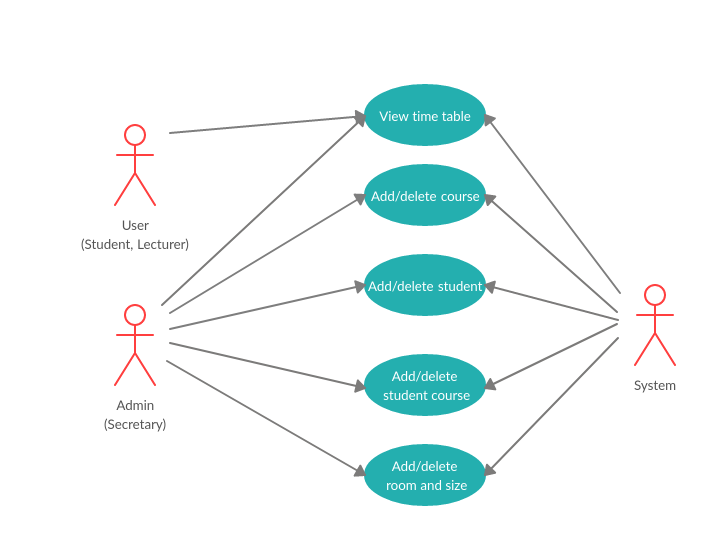 View time table
Add/delete course
User
(Student, Lecturer)
Add/delete student
Add/delete
student course
System
Admin
(Secretary)
Add/delete
room and size